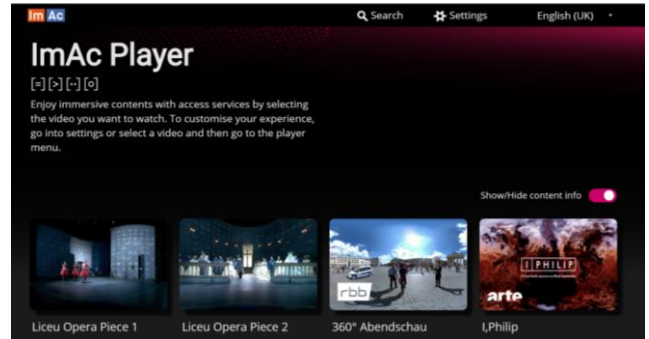 Im Ac
Search
Settings
English (UK)
ImAc Player
[=] [>] [··] [o]
Enjoy immersive contents with access services by selecting
the video you want to watch. To customise your experience,
go into settings or select a video and then go to the player
menu.
Show/Hide content info
rbb
I PHILIP
arte
Liceu Opera Piece 1
Liceu Opera Piece 2
360° Abendschau
I,Philip